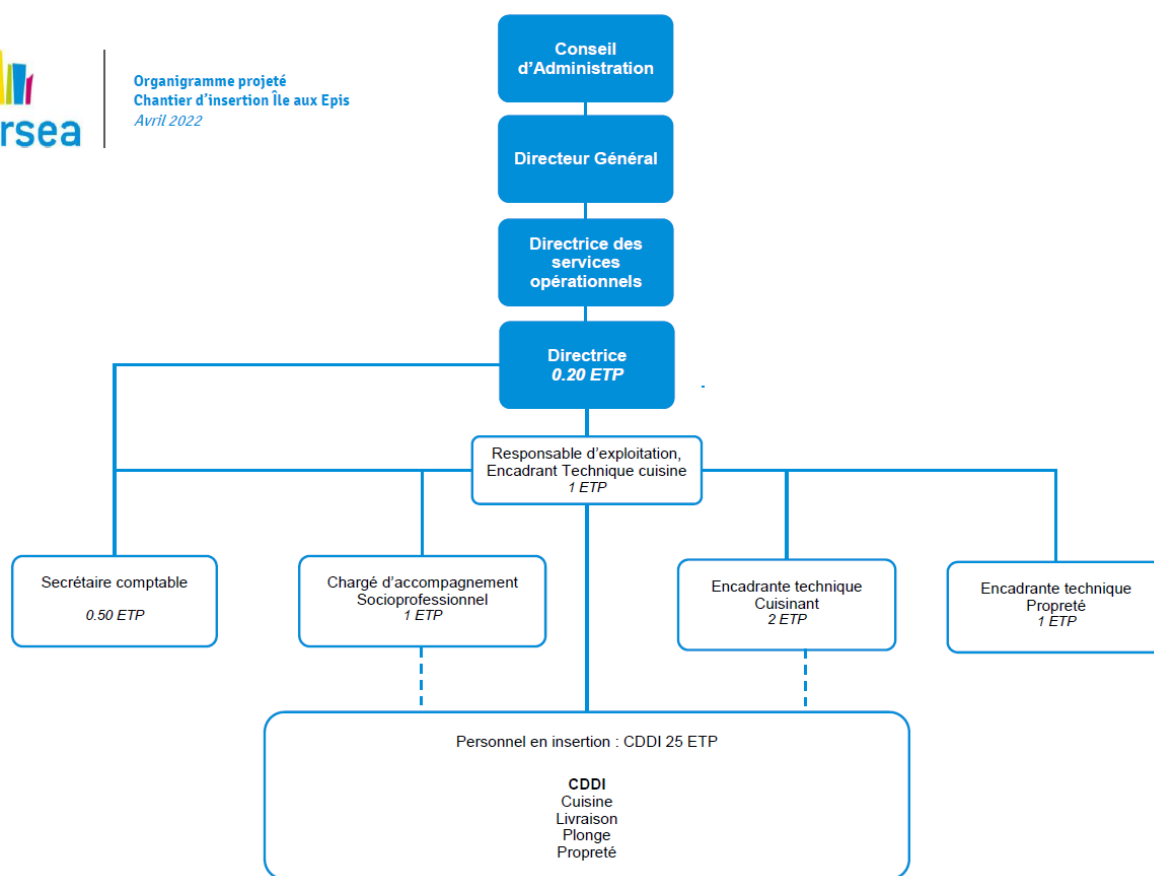 rsea
Organigramme projeté
Chantier d'insertion Île aux Epis
Avril 2022
Conseil
d'Administration
Directeur Général
Directrice des
services
opérationnels
Directrice
0.20 ETP
Responsable d'exploitation,
Encadrant Technique cuisine
1 ETP
Secrétaire comptable
0.50 ETP
Chargé d'accompagnement
Socioprofessionnel
1 ETP
Encadrante technique
Cuisinant
2 ETP
Encadrante technique
Propreté
1 ETP
Personnel en insertion : CDDI 25 ETP
CDDI
Cuisine
Livraison
Plonge
Propreté